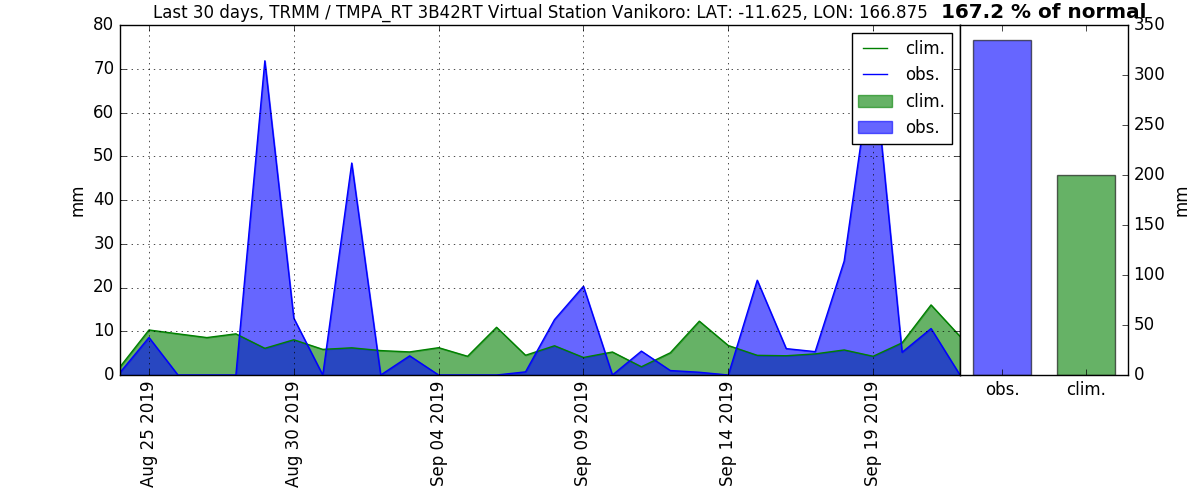 Last 30 days, TRMM / TMPA_RT 3B42RT Virtual Station Vanikoro: LAT: -11.625, LON: 166.875 167.2 % of normal
80
70
60
50
40
30
20
10
0
mm
clim.
obs.
clim.
obs.
350
300
250
200
150
100
50
0
mm
obs. clim.
Aug 25 2019
Aug 30 2019
Sep 04 2019
Sep 09 2019
Sep 14 2019
Sep 19 2019